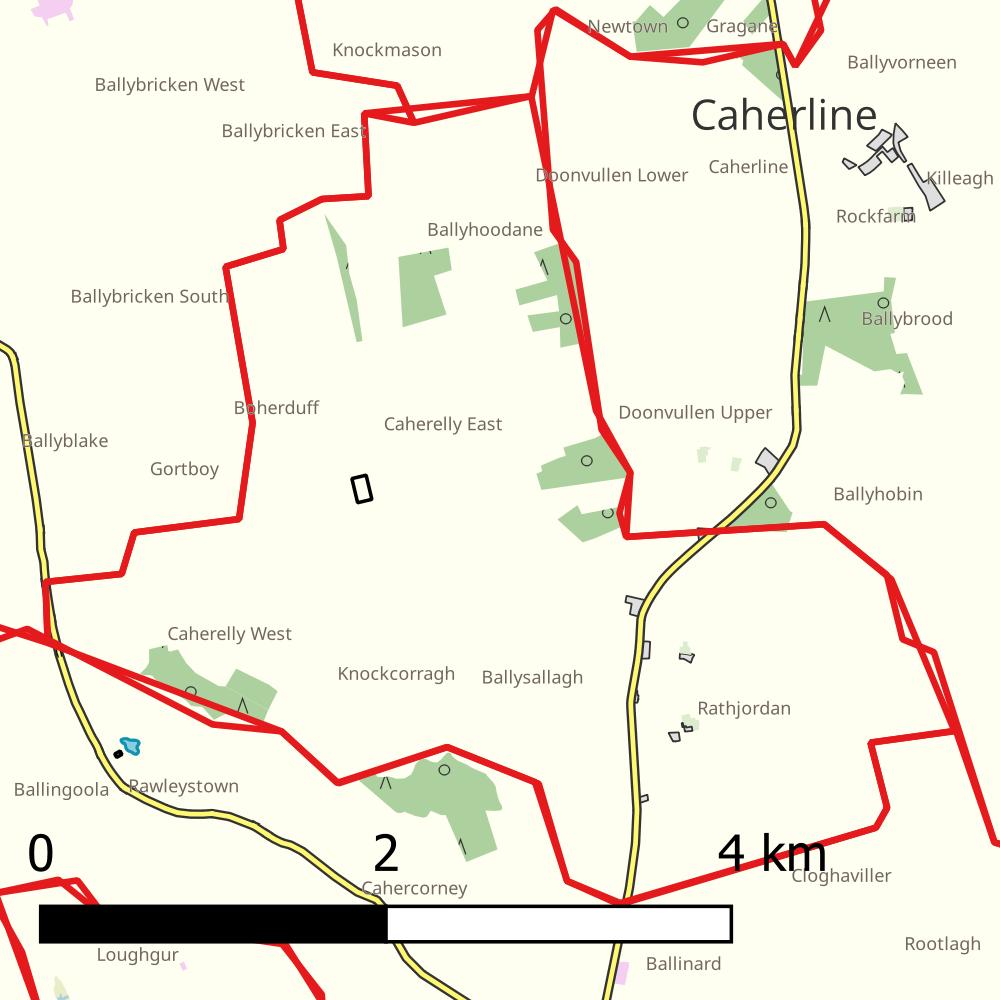 Newtown
Gragane
Knockmason
Ballyvorneen
Ballybricken West
Caherline
Ballybricken East
Caherline
Doonvullen Lower
Killeagh
Rockfarm
Ballyhoodane
Ballybricken South
Ballybrood
Boherduff
Doonvullen Upper
Caherelly East
Ballyblake
Gortboy
Ballyhobin
Caherelly West
Knockcorragh
Ballysallagh
Rathjordan
Ballingoola
Rawleystown
0 2 4 km
Cloghaviller
Cahercorney
Rootlagh
Loughgur
Ballinard